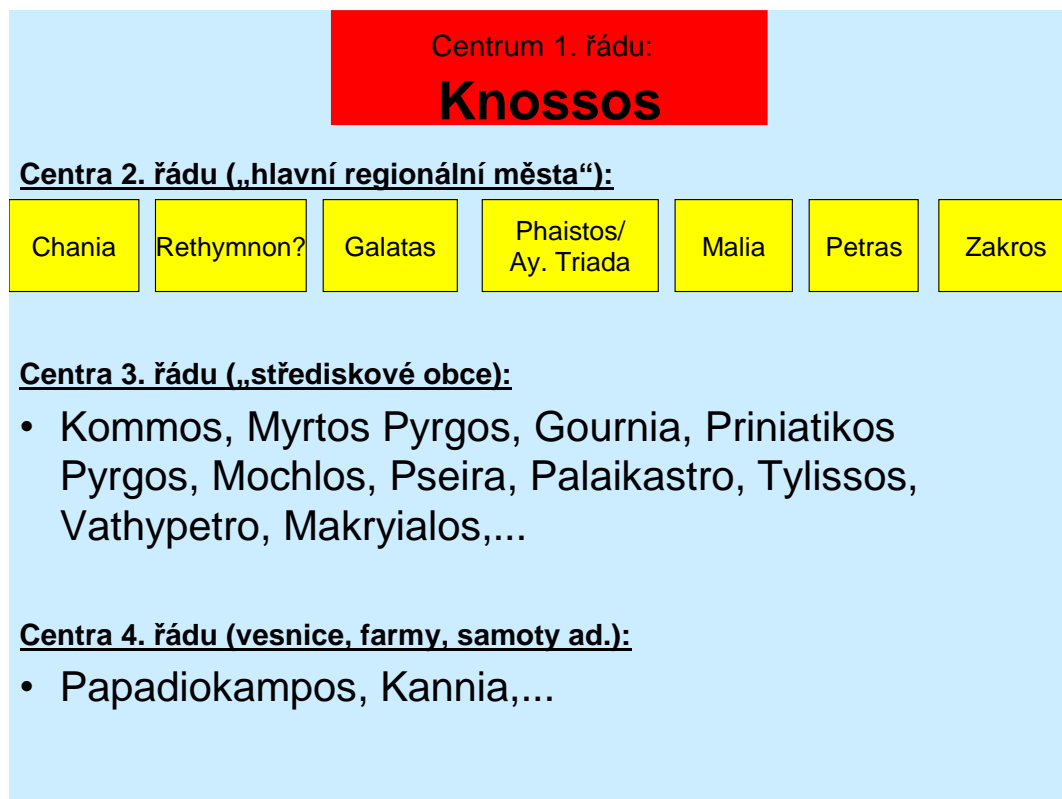 Centrum 1. řádu:
Knossos
Centra 2. řádu („hlavní regionální města“):
Chania
Rethymnon?
Galatas
Phaistos/
Ay. Triada
Malia
Petras
Zakros
Centra 3. řádu („střediskové obce):
• Kommos, Myrtos Pyrgos, Gournia, Priniatikos
Pyrgos, Mochlos, Pseira, Palaikastro, Tylissos,
Vathypetro, Makryialos,...
Centra 4. řádu (vesnice, farmy, samoty ad.):
• Papadiokampos, Kannia,...